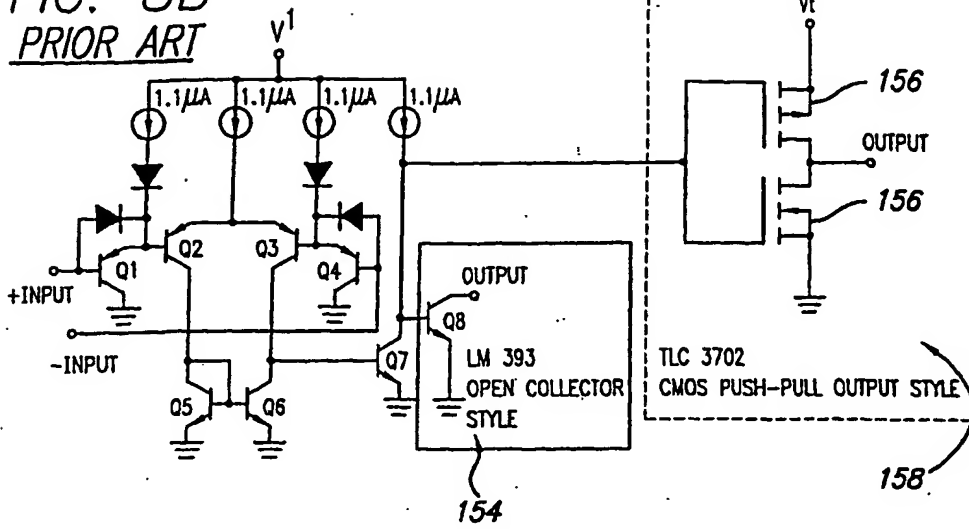 FIG. 8B
PRIOR ART
V1
1.1μA
1.1μA
1.1μA
1.1μA
Vt
156
OUTPUT
156
Q1
Q2
Q3
Q4
+INPUT
-INPUT
OUTPUT
Q8
Q7
LM 393
OPEN COLLECTOR
STYLE
TLC 3702
CMOS PUSH-PULL OUTPUT STYLE
Q5
Q6
154
158